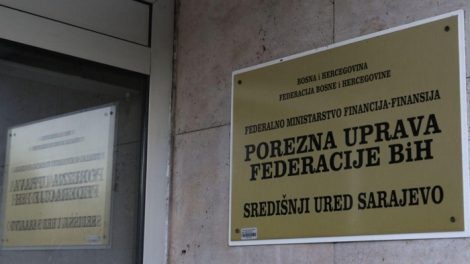 BOSNA i HERCEGOVINA
FEDERACIJA BOSNE i HERCEGOVINE
FEDERALNO MINISTARSTVO FINANCIJA-FINANSIJA
POREZNA UPRAVA
FEDERACIJE BiH
SREDIŠNJI URED SARAJEVO